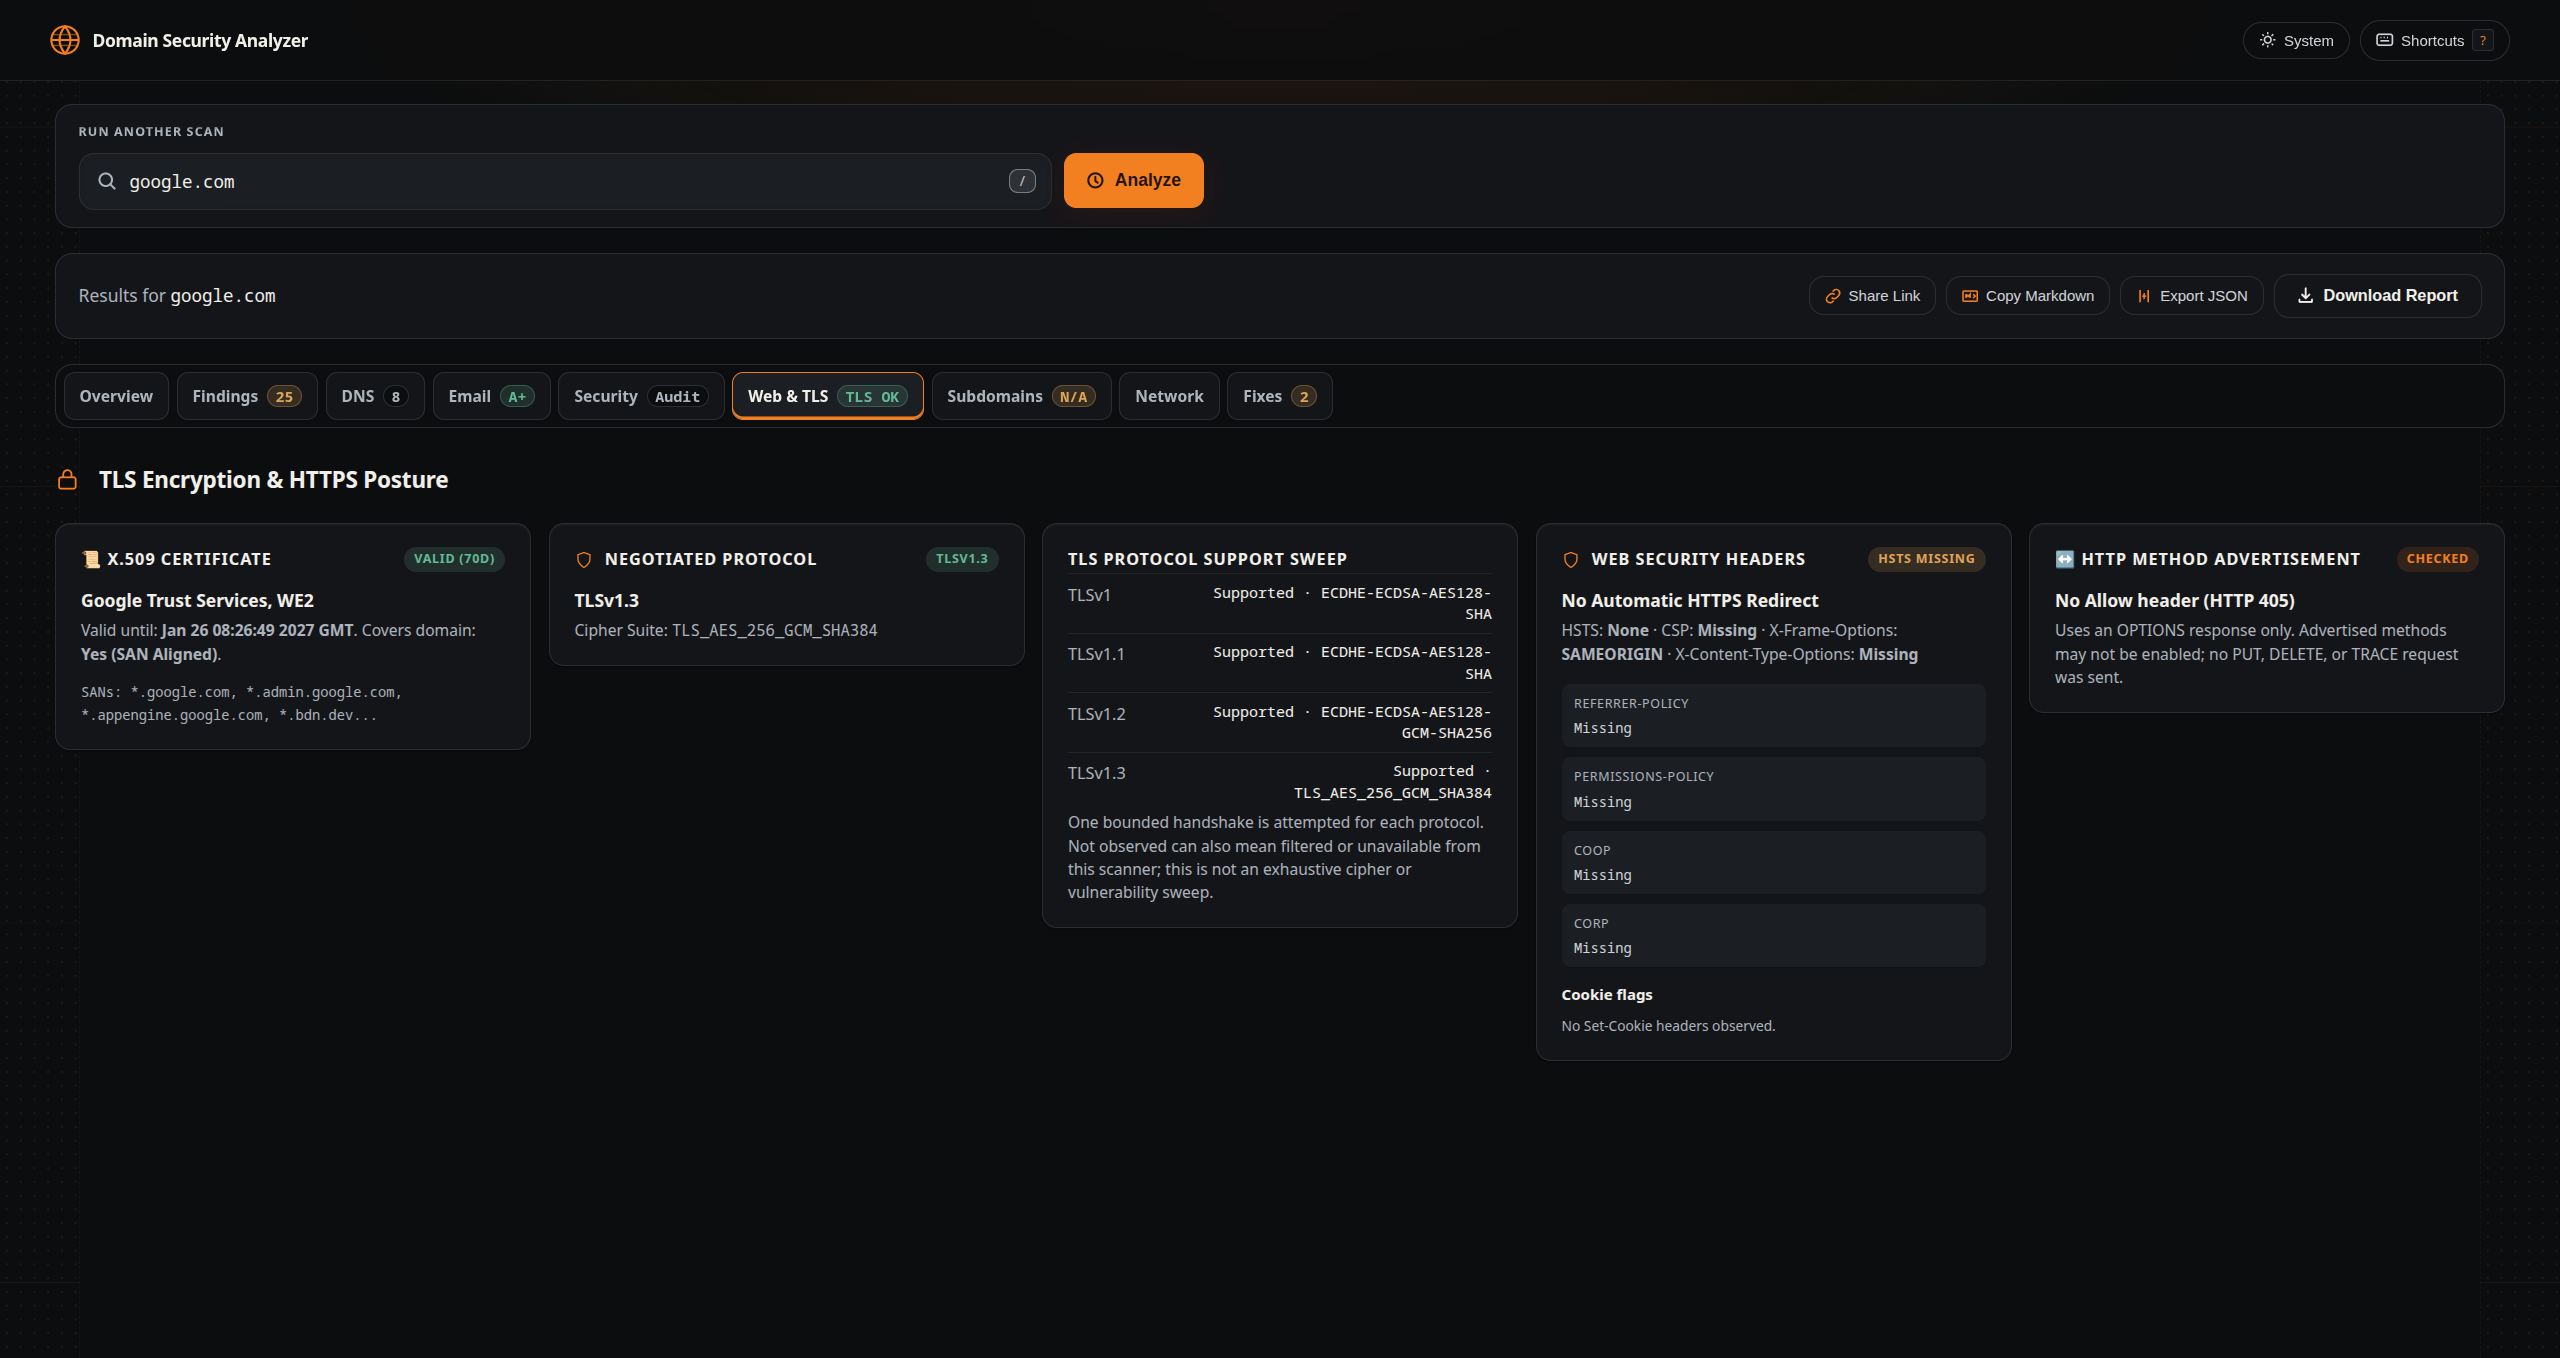 Domain Security Analyzer
System
Shortcuts ?
RUN ANOTHER SCAN
google.com
/
Analyze
Results for google.com
Share Link
Copy Markdown
Export JSON
Download Report
Overview
Findings 25
DNS 8
Email A+
Security Audit
Web & TLS TLS OK
Subdomains N/A
Network
Fixes 2
TLS Encryption & HTTPS Posture
X.509 CERTIFICATE
VALID (70D)
Google Trust Services, WE2
Valid until: Jan 26 08:26:49 2027 GMT. Covers domain:
Yes (SAN Aligned).
SANs: *.google.com, *.admin.google.com,
*.appengine.google.com, *.bdn.dev...
NEGOTIATED PROTOCOL
TLSV1.3
TLSv1.3
Cipher Suite: TLS_AES_256_GCM_SHA384
TLS PROTOCOL SUPPORT SWEEP
TLSv1
Supported · ECDHE-ECDSA-AES128-
SHA
TLSv1.1
Supported · ECDHE-ECDSA-AES128-
SHA
TLSv1.2
Supported · ECDHE-ECDSA-AES128-
GCM-SHA256
TLSv1.3
Supported ·
TLS_AES_256_GCM_SHA384
One bounded handshake is attempted for each protocol.
Not observed can also mean filtered or unavailable from
this scanner; this is not an exhaustive cipher or
vulnerability sweep.
WEB SECURITY HEADERS
HSTS MISSING
No Automatic HTTPS Redirect
HSTS: None · CSP: Missing · X-Frame-Options:
SAMEORIGIN · X-Content-Type-Options: Missing
REFERRER-POLICY
Missing
PERMISSIONS-POLICY
Missing
COOP
Missing
CORP
Missing
Cookie flags
No Set-Cookie headers observed.
HTTP METHOD ADVERTISEMENT
CHECKED
No Allow header (HTTP 405)
Uses an OPTIONS response only. Advertised methods
may not be enabled; no PUT, DELETE, or TRACE request
was sent.